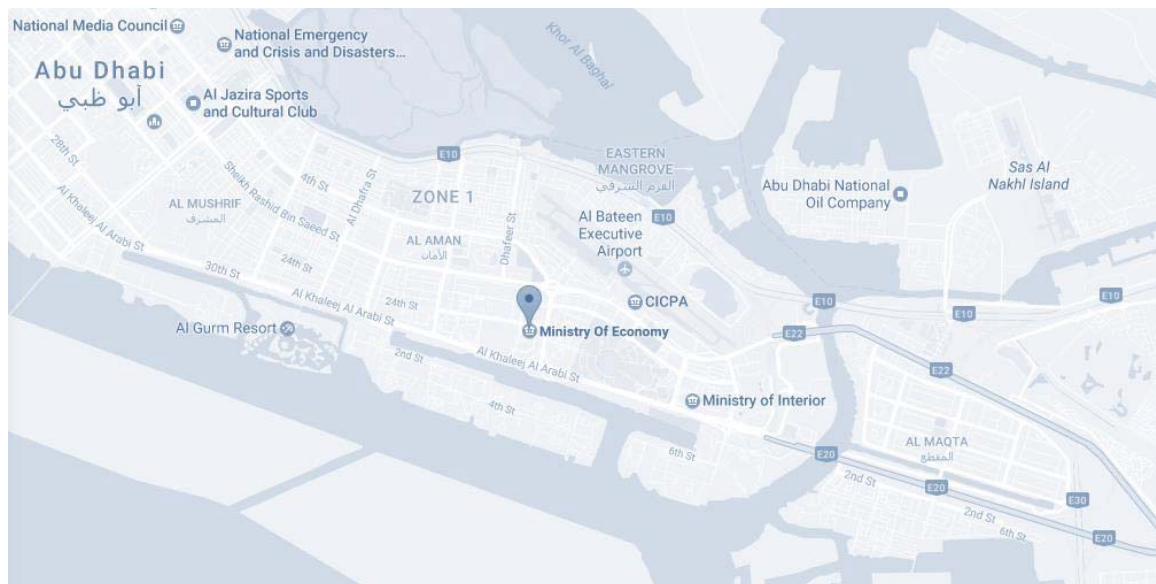 National Media Council
National Emergency
and Crisis and Disasters...
Khor Al Baghal
Abu Dhabi
أبو ظبي
Al Jazira Sports
and Cultural Club
28th St
E10
EASTERN
MANGROVE
القرم الشرقي
Sas Al
Nakhl Island
4th St
Al Dhafra St
ZONE 1
Abu Dhabi National
Oil Company
Sheikh Rashid Bin Saeed St
AL MUSHRIF
المشرف
Al Khaleej Al Arabi St
E10
Al Bateen
Executive
Airport
Dhafeer St
AL AMAN
الأمان
24th St
30th St
Al Khaleej Al Arabi St
24th St
CICPA
E10
E10
E10
Al Gurm Resort
Ministry Of Economy
E22
2nd St
Al Khaleej Al Arabi St
E22
Ministry of Interior
4th St
AL MAQTA
المقطع
6th St
E20
2nd St
E20
E30
2nd St
6th St
E20